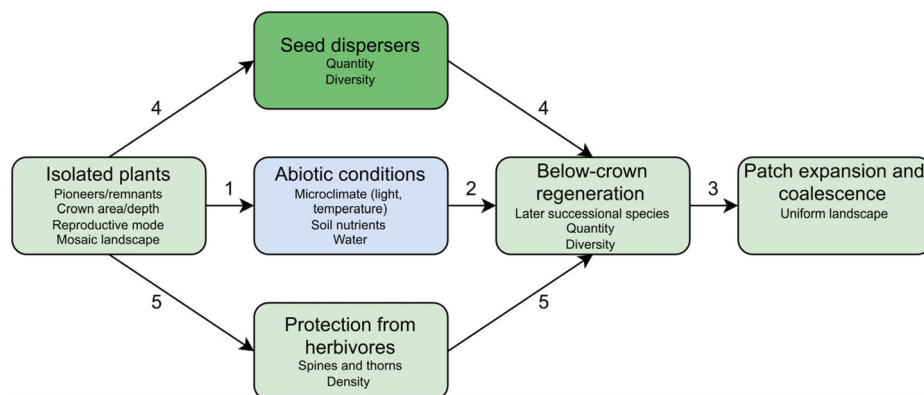 Seed dispersers
Quantity
Diversity
4
4
Isolated plants
Pioneers/remnants
Crown area/depth
Reproductive mode
Mosaic landscape
1
Abiotic conditions
Microclimate (light,
temperature)
Soil nutrients
Water
2
Below-crown
regeneration
Later successional species
Quantity
Diversity
3
Patch expansion and
coalescence
Uniform landscape
5
5
Protection from
herbivores
Spines and thorns
Density